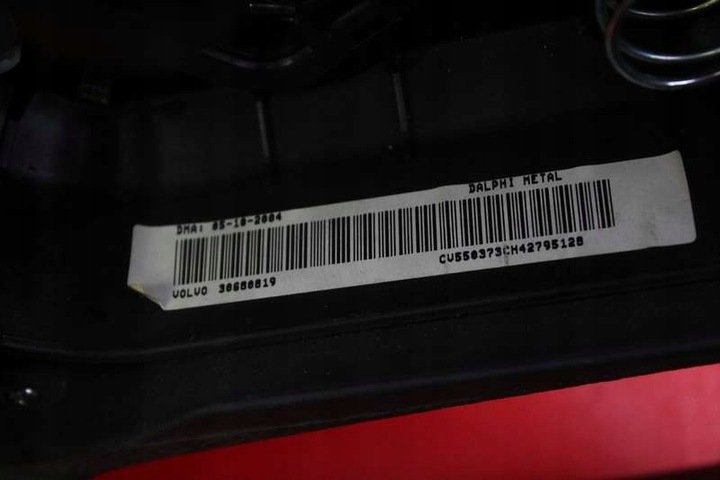 DMA: 05-10-2004
DALPHI METAL
VOLVO 30680819
CV550373CH42795128